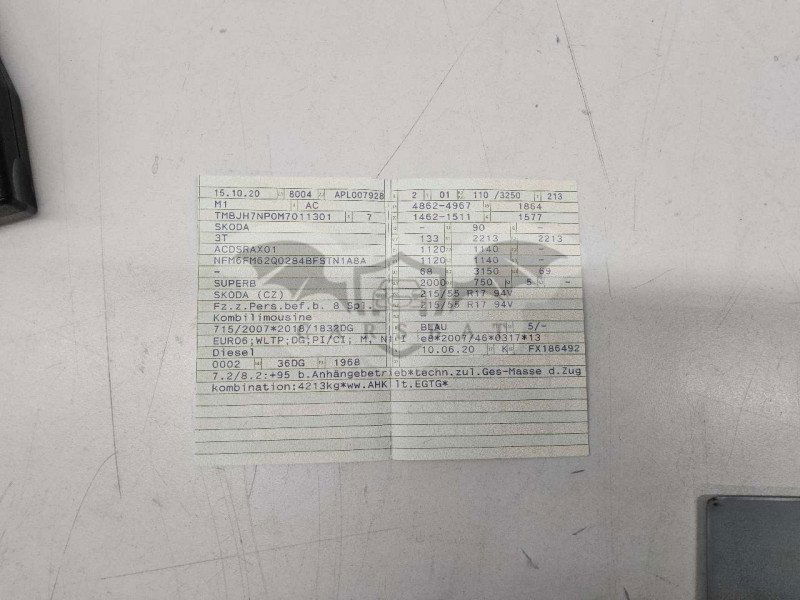 15.10.20 8004 APL007928
M1 AC
TMBJH7NP0M7011301 7
SKODA
3T
ACDSRAX01
NFM6FM62Q0284BFSTN1A8A
-
SUPERB
SKODA (CZ)
Fz.z.Pers.bef.b. 8 Spl.
Kombilimousine
715/2007*2018/1832DG
EURO6;WLTP;DG;PI/CI; M, N1 I
Diesel
0002 36DG 1968
2 01 110 /3250 213
4862-4967 1864
1462-1511 1577
- 90 -
133 2213 2213
1120 1140 -
1120 1140 -
68 3150 69
2000 750 5 -
215/55 R17 94V
215/55 R17 94V
-
BLAU 5/-
e8*2007/46*0317*13
10.06.20 K FX186492
7.2/8.2:+95 b.Anhängebetrieb*techn.zul.Ges-Masse d.Zug
kombination:4213kg*ww.AHK lt.EGTG*